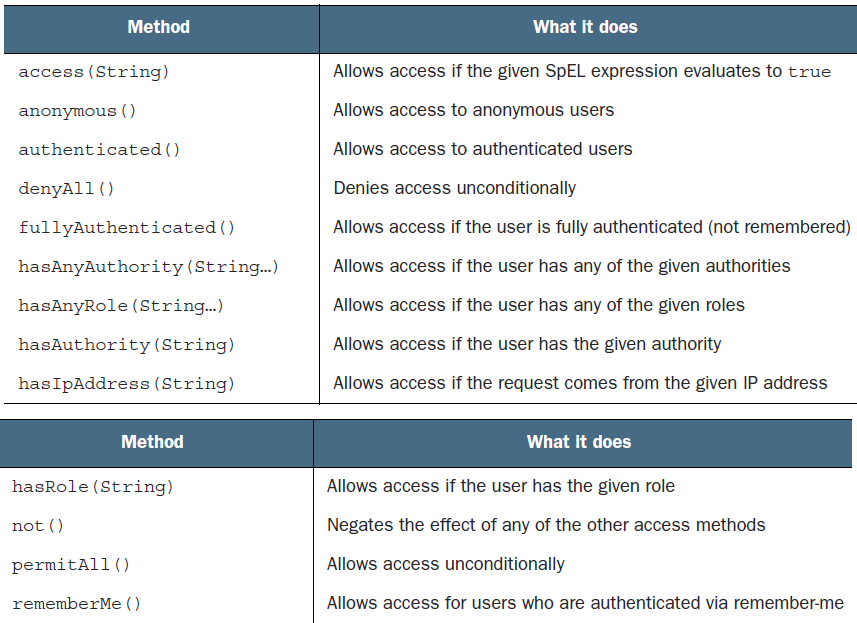 Method What it does
access(String) Allows access if the given SpEL expression evaluates to true
anonymous() Allows access to anonymous users
authenticated() Allows access to authenticated users
denyAll() Denies access unconditionally
fullyAuthenticated() Allows access if the user is fully authenticated (not remembered)
hasAnyAuthority(String…) Allows access if the user has any of the given authorities
hasAnyRole(String…) Allows access if the user has any of the given roles
hasAuthority(String) Allows access if the user has the given authority
hasIpAddress(String) Allows access if the request comes from the given IP address
Method What it does
hasRole(String) Allows access if the user has the given role
not() Negates the effect of any of the other access methods
permitAll() Allows access unconditionally
rememberMe() Allows access for users who are authenticated via remember-me